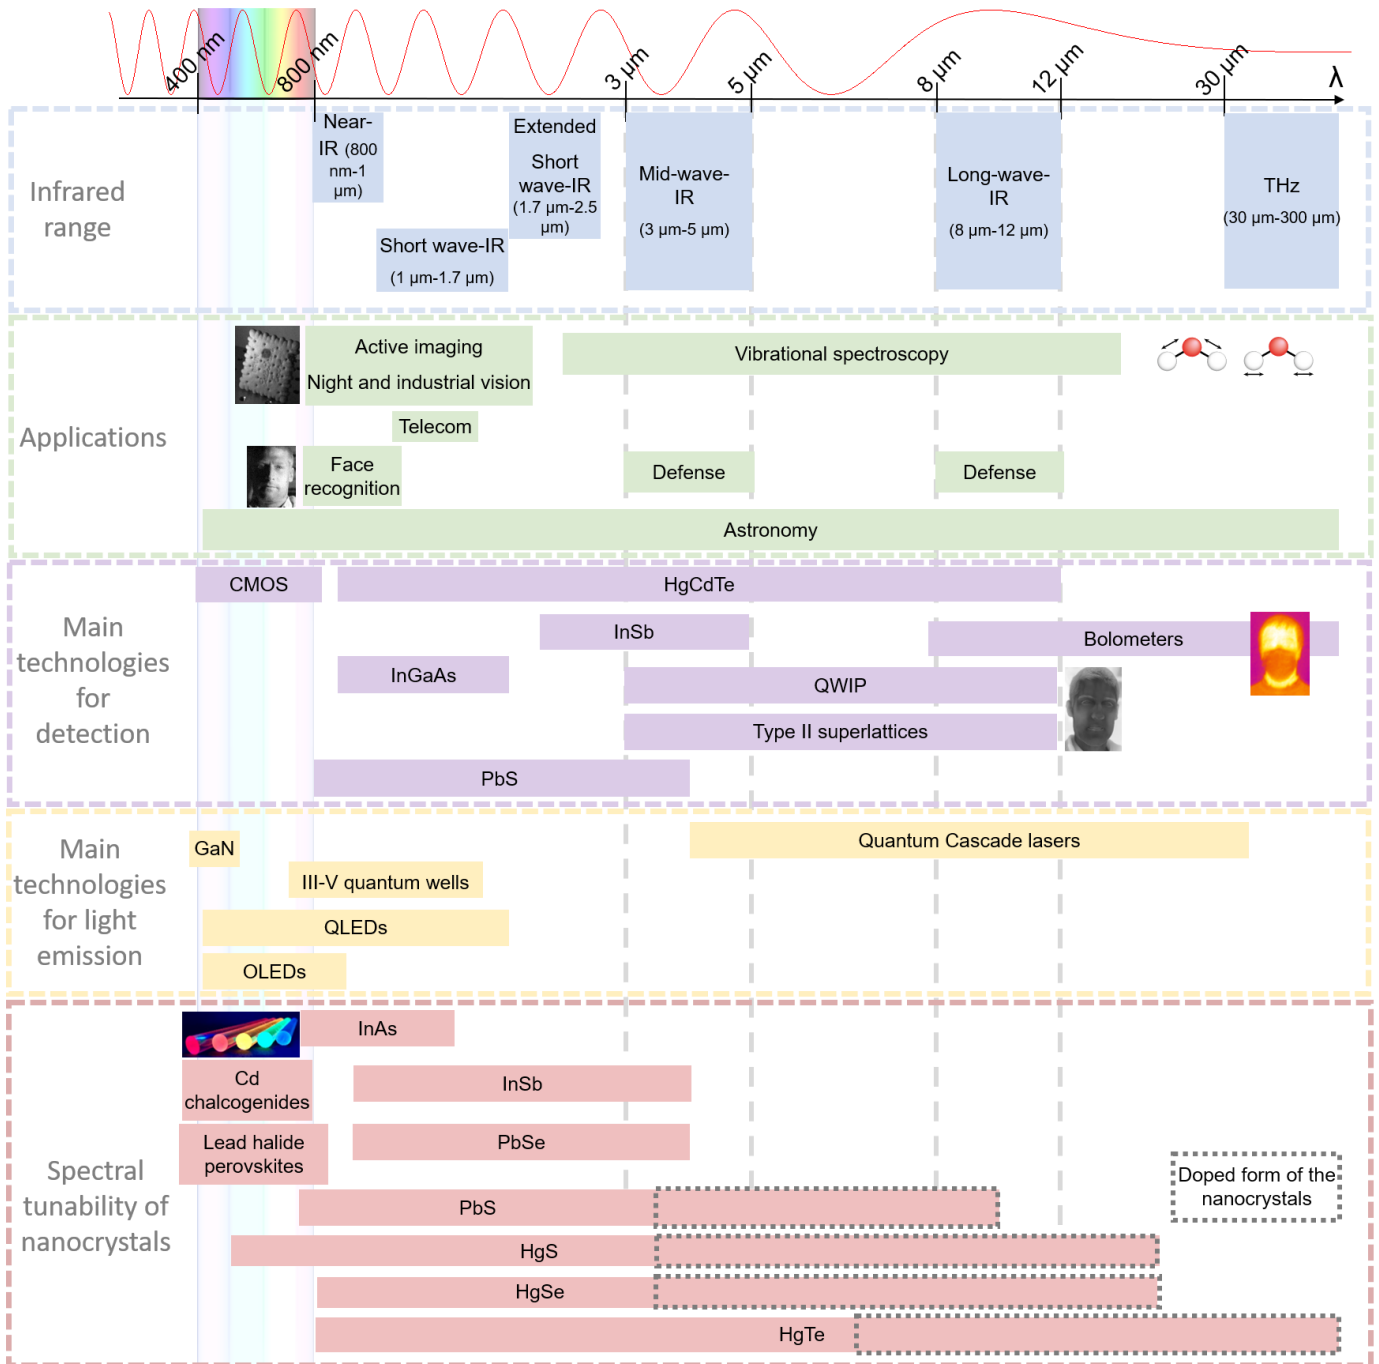 400 nm
800 nm
3 µm
5 µm
8 µm
12 µm
30 µm
λ
Infrared
range
Near-
IR (800
nm-1
µm)
Short wave-IR
(1 µm-1.7 µm)
Extended
Short
wave-IR
(1.7 µm-2.5
µm)
Mid-wave-
IR
(3 µm-5 µm)
Long-wave-
IR
(8 µm-12 µm)
THz
(30 µm-300 µm)
Applications
Active imaging
Night and industrial vision
Vibrational spectroscopy
Telecom
Face
recognition
Defense
Defense
Astronomy
Main
technologies
for
detection
CMOS
HgCdTe
InSb
Bolometers
InGaAs
QWIP
Type II superlattices
PbS
Main
technologies
for light
emission
GaN
Quantum Cascade lasers
III-V quantum wells
QLEDs
OLEDs
Spectral
tunability of
nanocrystals
InAs
Cd
chalcogenides
InSb
Lead halide
perovskites
PbSe
Doped form of the
nanocrystals
PbS
HgS
HgSe
HgTe